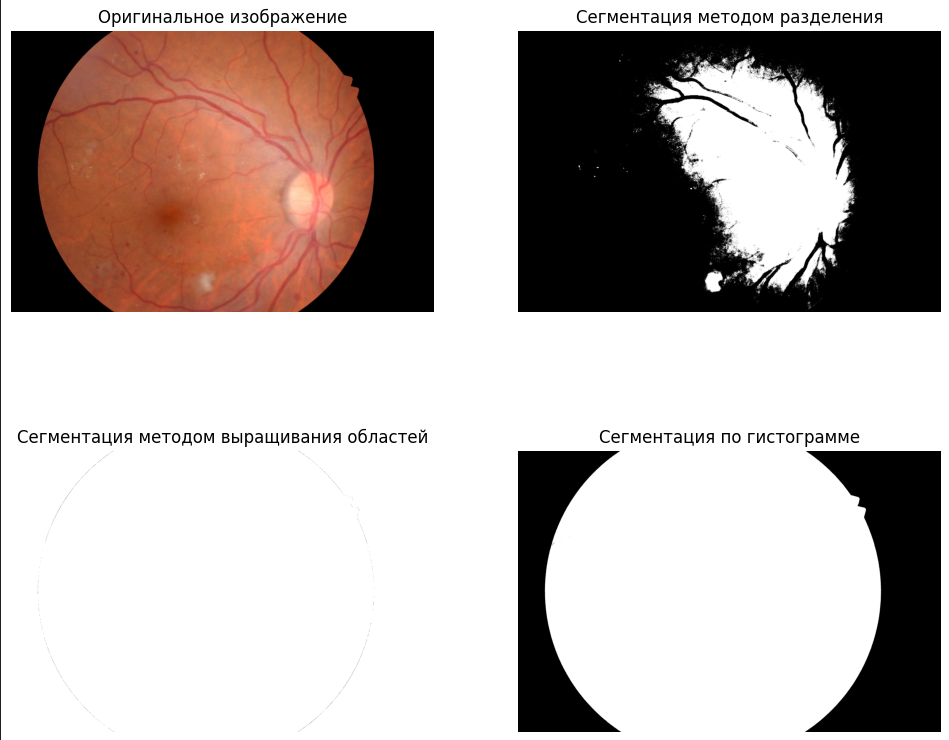 Оригинальное изображение
Сегментация методом разделения
Сегментация методом выращивания областей
Сегментация по гистограмме